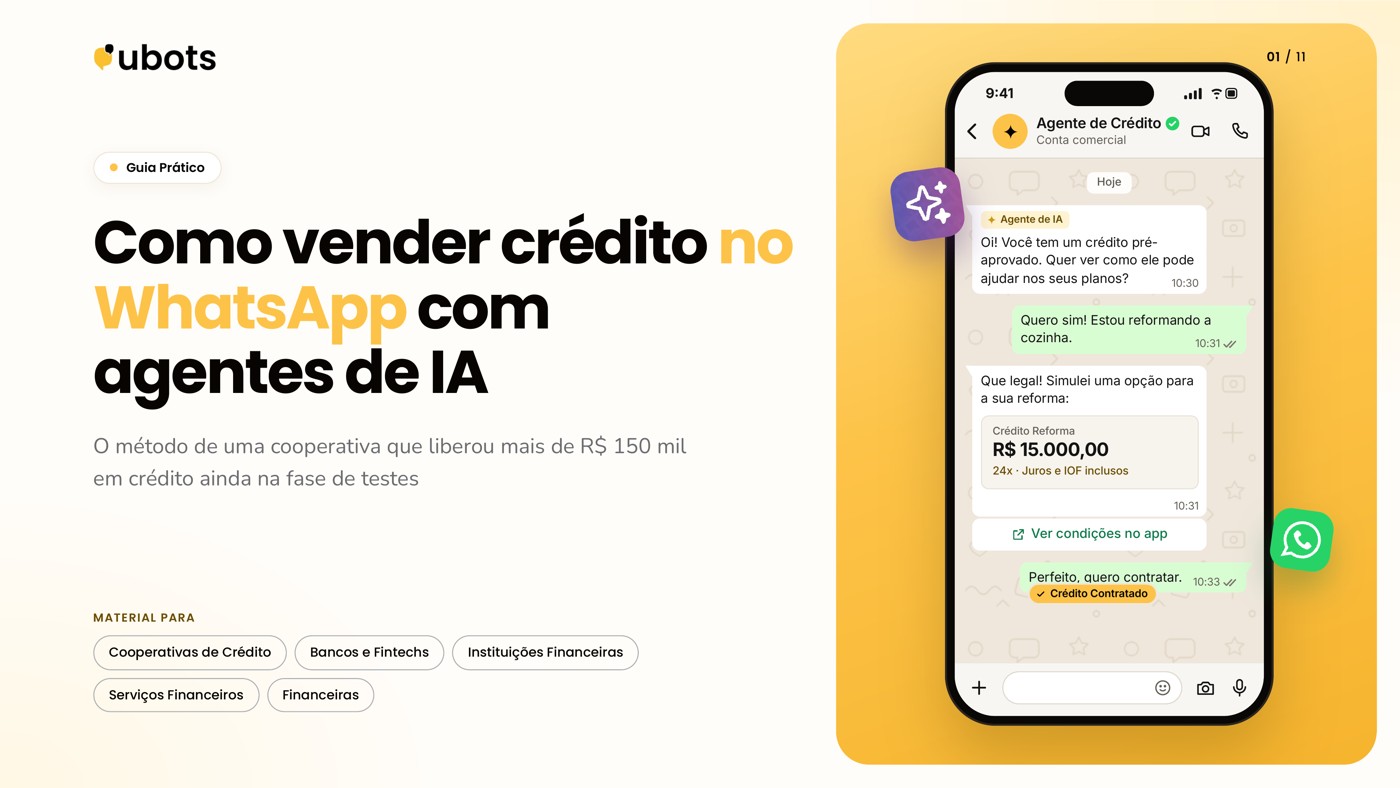 ubots
Guia Prático
Como vender crédito no
WhatsApp com
agentes de IA
O método de uma cooperativa que liberou mais de R$ 150 mil
em crédito ainda na fase de testes
MATERIAL PARA
Cooperativas de Crédito
Bancos e Fintechs
Instituições Financeiras
Serviços Financeiros
Financeiras
01 / 11
9:41
Agente de Crédito
Conta comercial
Hoje
Agente de IA
Oi! Você tem um crédito pré-
aprovado. Quer ver como ele pode
ajudar nos seus planos?
10:30
Quero sim! Estou reformando a
cozinha.
10:31
Que legal! Simulei uma opção para
a sua reforma:
Crédito Reforma
R$ 15.000,00
24x · Juros e IOF inclusos
10:31
Ver condições no app
Perfeito, quero contratar.
10:33
Crédito Contratado